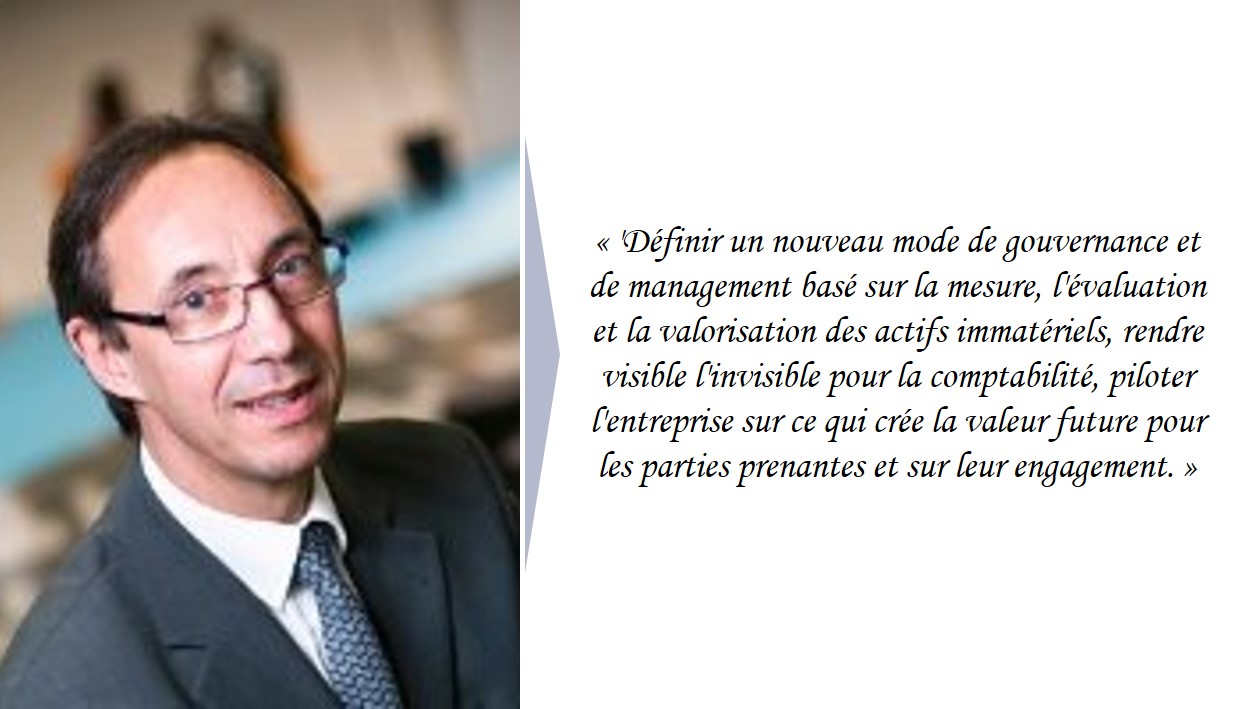 « 'Définir un nouveau mode de gouvernance et
de management basé sur la mesure, l'évaluation
et la valorisation des actifs immatériels, rendre
visible l'invisible pour la comptabilité, piloter
l'entreprise sur ce qui crée la valeur future pour
les parties prenantes et sur leur engagement. »